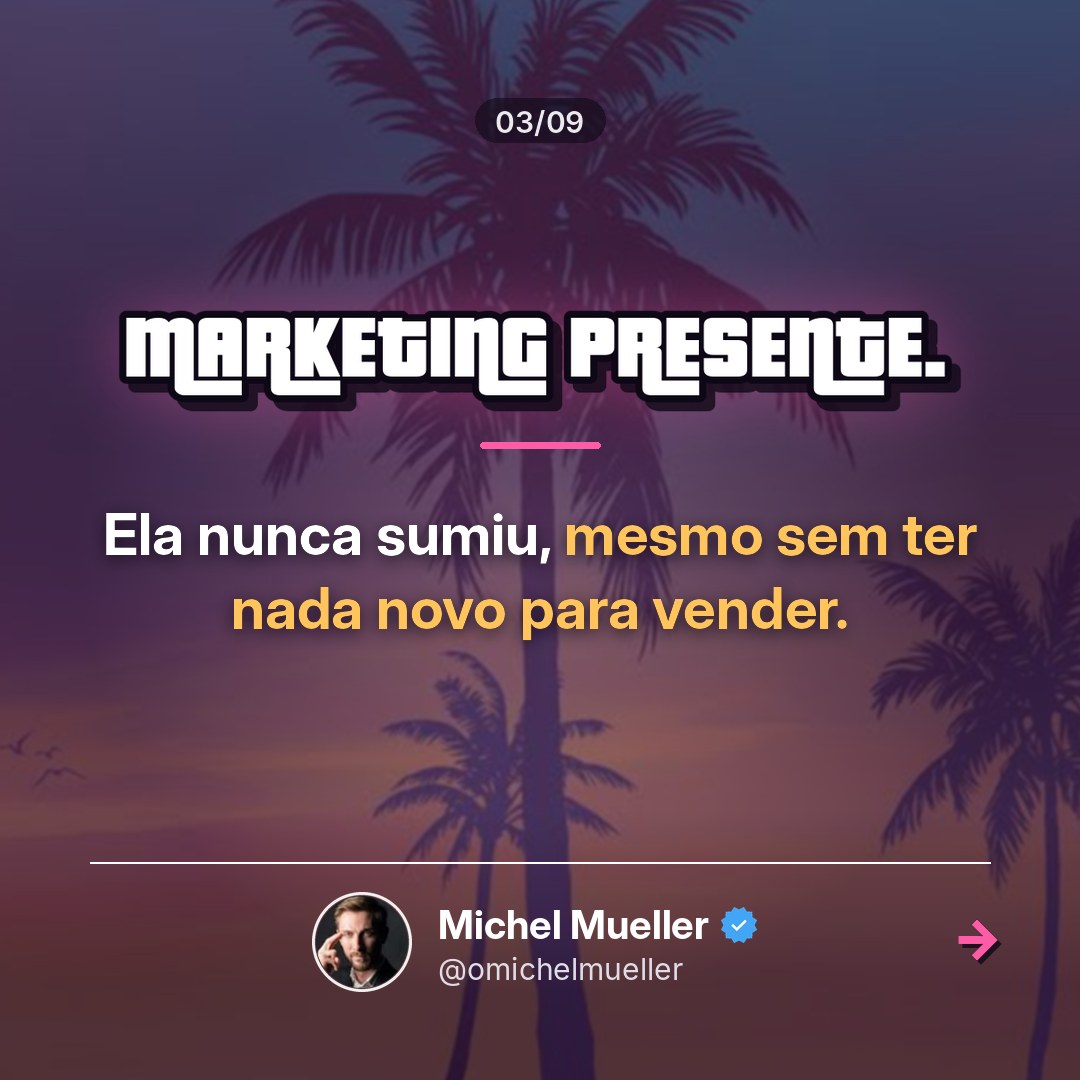 03/09
MARKETING PRESENTE.
Ela nunca sumiu, mesmo sem ter
nada novo para vender.
Michel Mueller
@omichelmueller